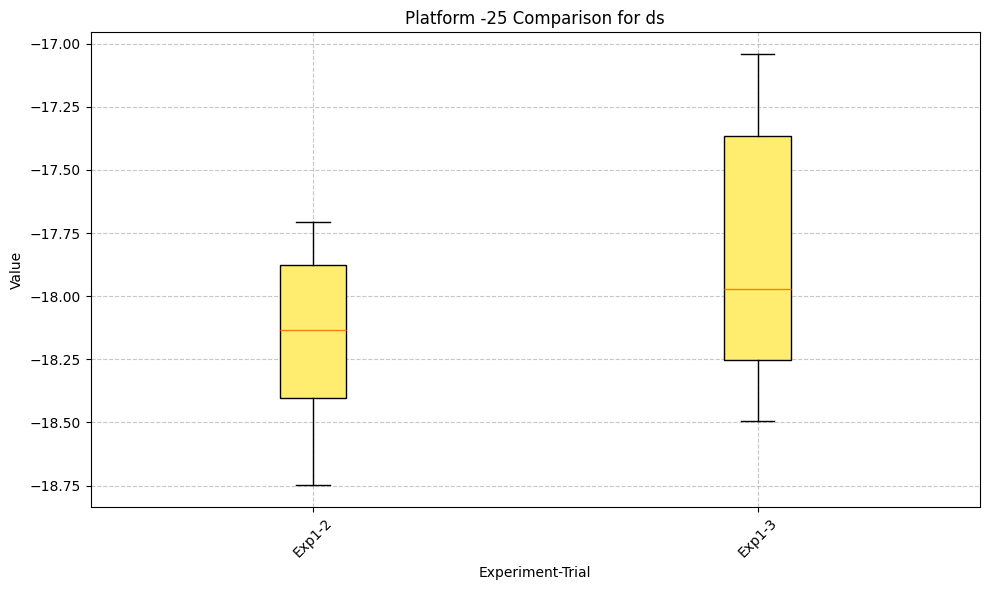 Platform -25 Comparison for ds
−17.00
−17.25
−17.50
−17.75
−18.00
−18.25
−18.50
−18.75
Value
Exp1-2
Exp1-3
Experiment-Trial